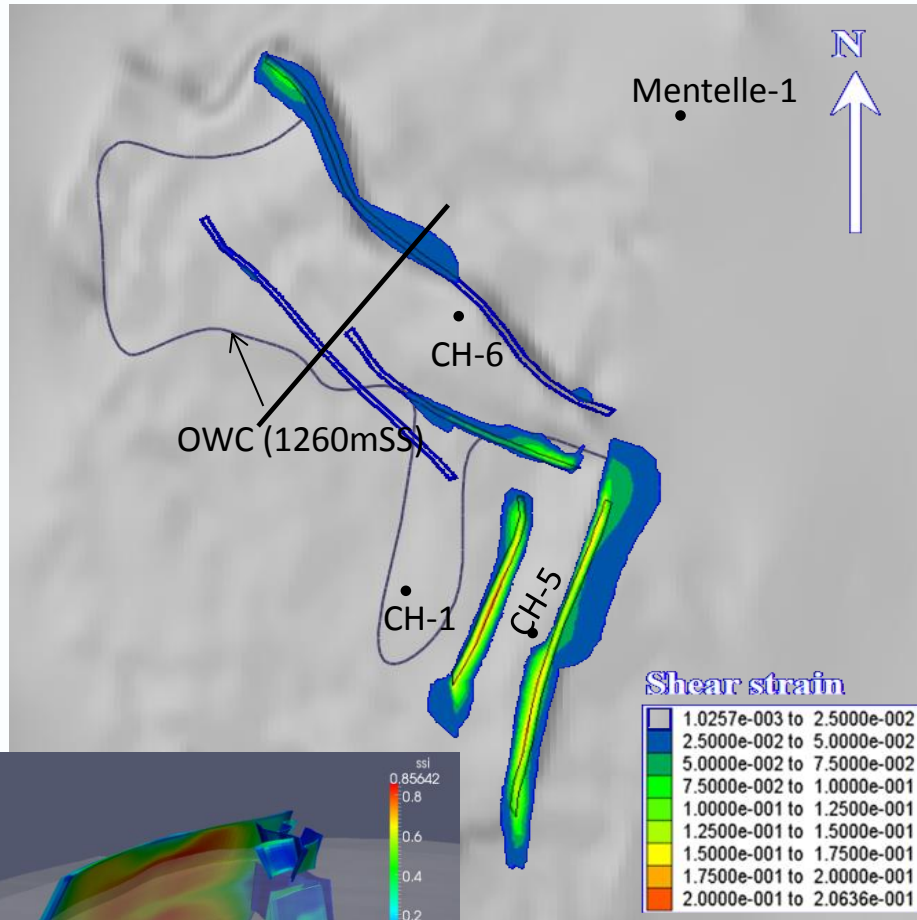 N
Mentelle-1
CH-6
OWC (1260mSS)
CH-5
CH-1
Shear strain
1.0257e-003 to 2.5000e-002
2.5000e-002 to 5.0000e-002
5.0000e-002 to 7.5000e-002
7.5000e-002 to 1.0000e-001
1.0000e-001 to 1.2500e-001
1.2500e-001 to 1.5000e-001
1.5000e-001 to 1.7500e-001
1.7500e-001 to 2.0000e-001
2.0000e-001 to 2.0636e-001
ssi
0.85642
0.8
0.6
0.4
0.2